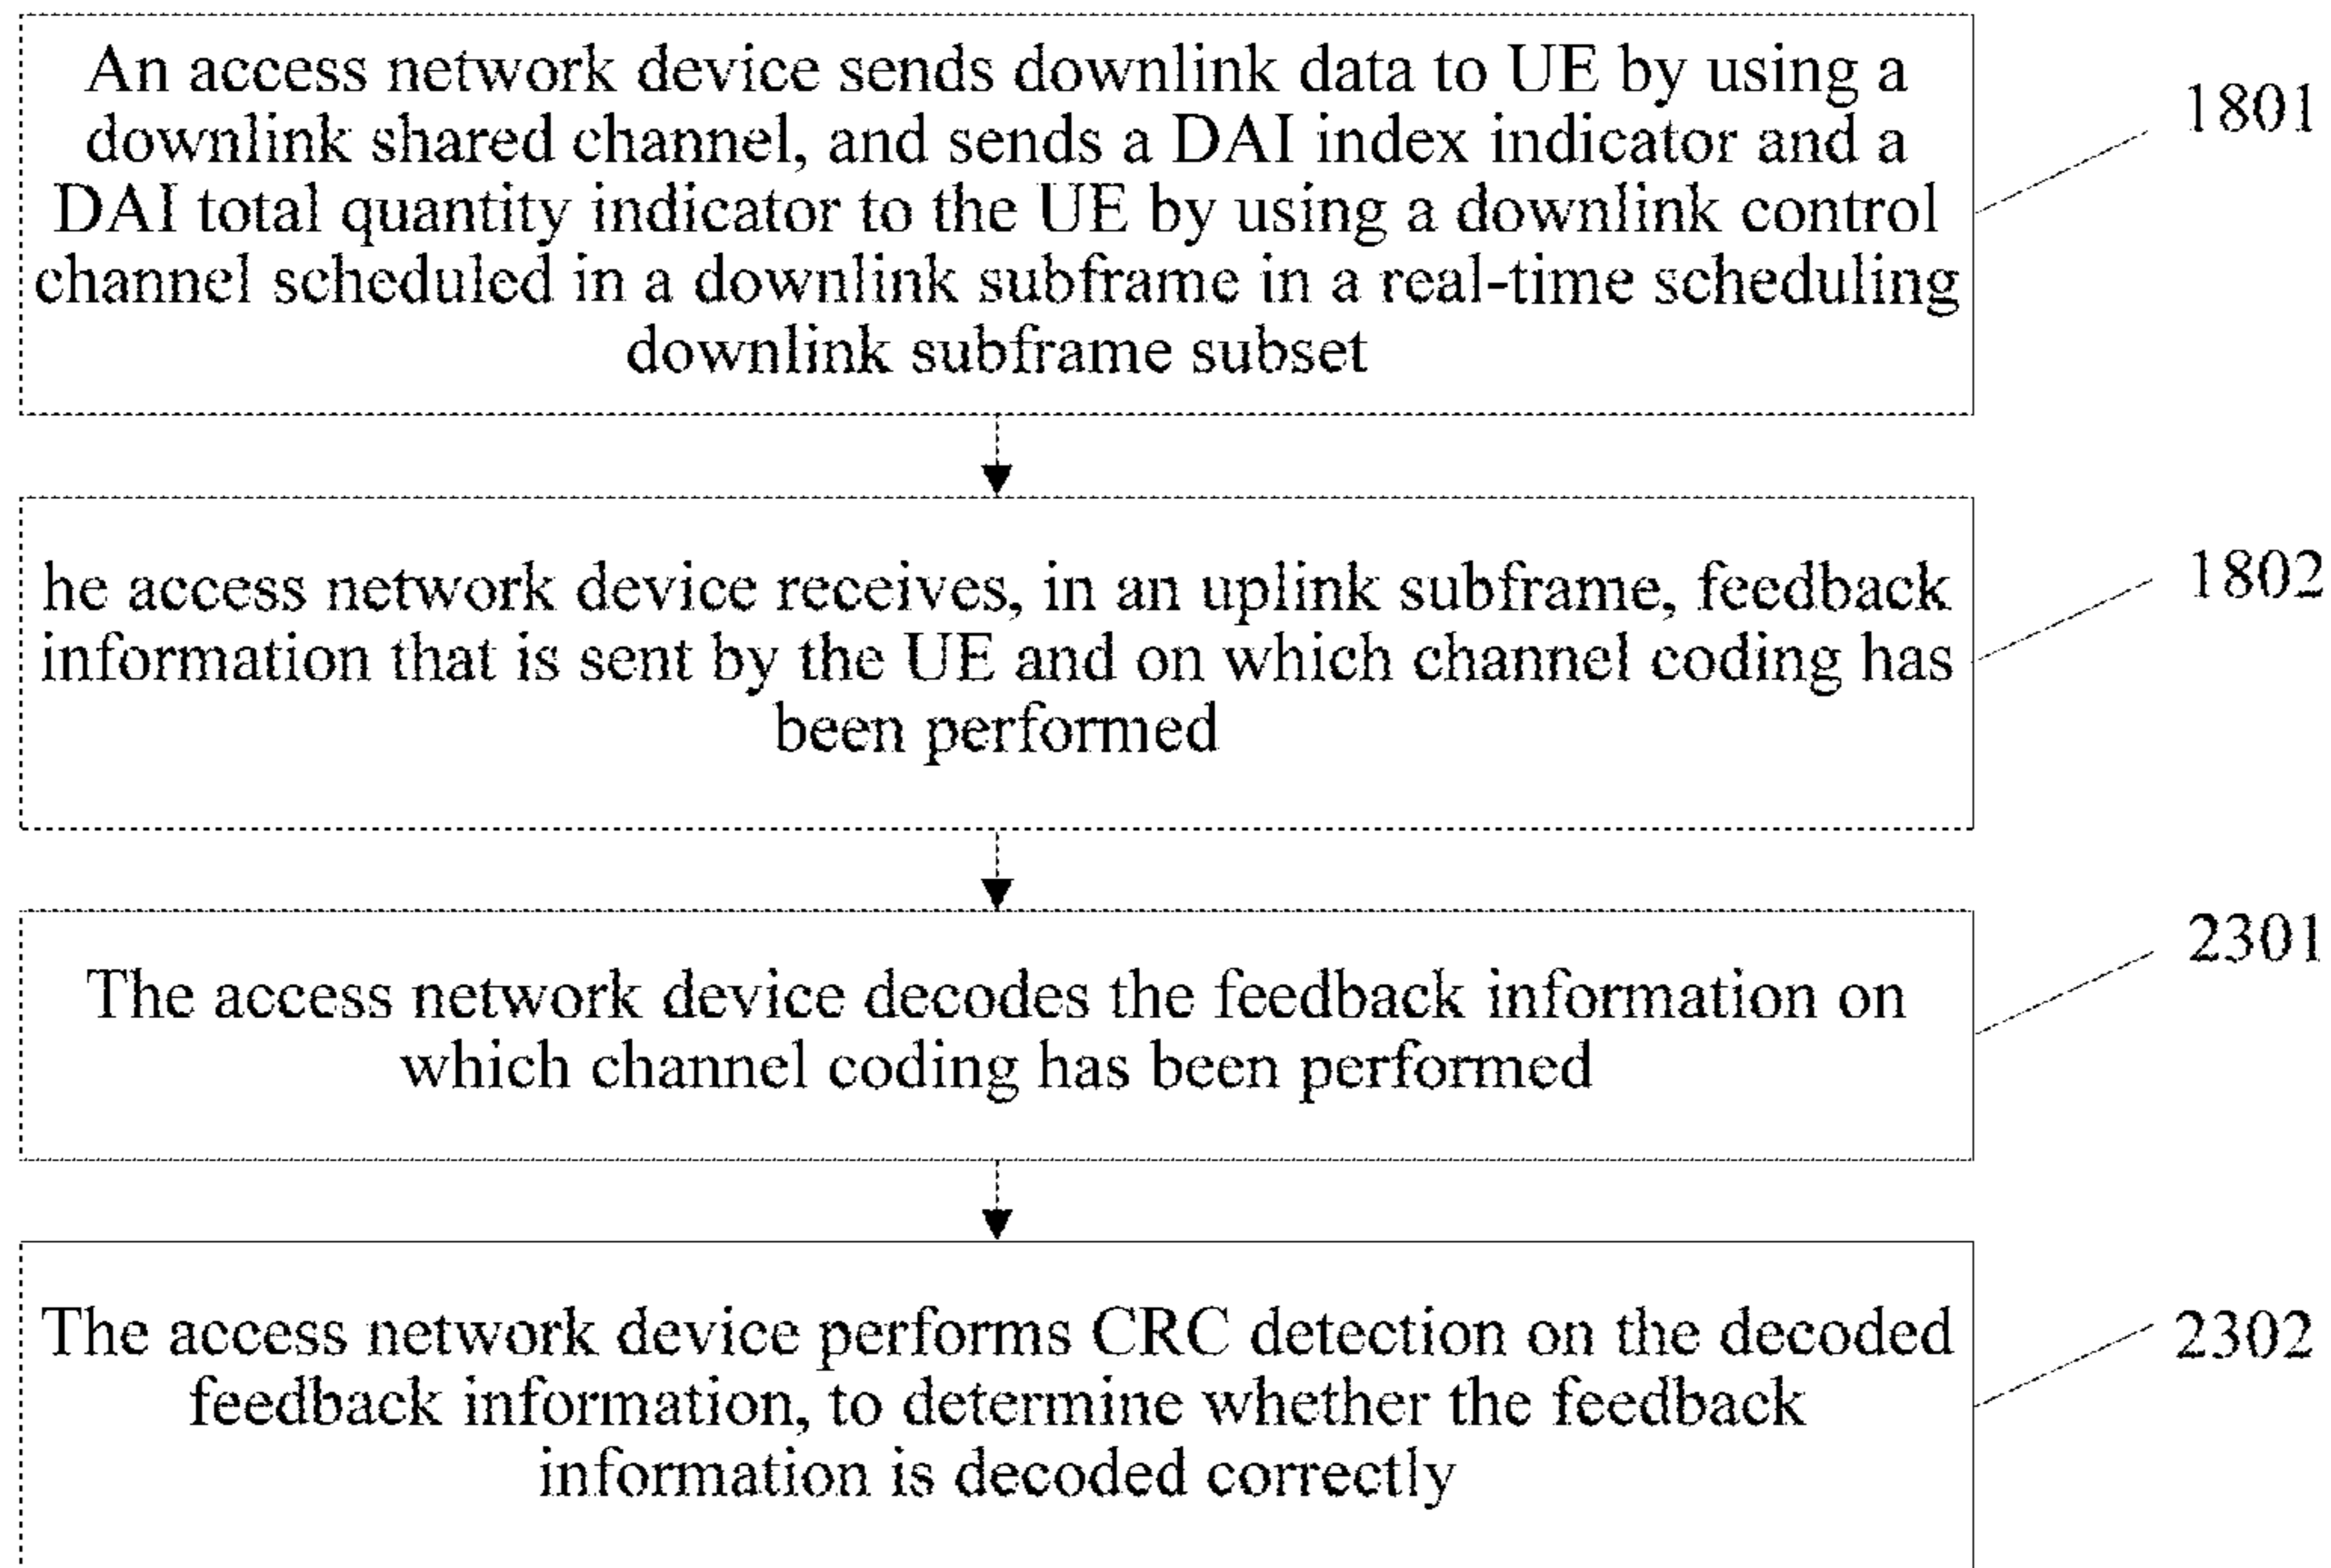 An access network device sends downlink data to UE by using a
downlink shared channel, and sends a DAI index indicator and a
DAI total quantity indicator to the UE by using a downlink control
channel scheduled in a downlink subframe in a real-time scheduling
downlink subframe subset
1801
he access network device receives, in an uplink subframe, feedback
information that is sent by the UE and on which channel coding has
been performed
1802
The access network device decodes the feedback information on
which channel coding has been performed
2301
The access network device performs CRC detection on the decoded
feedback information, to determine whether the feedback
information is decoded correctly
2302